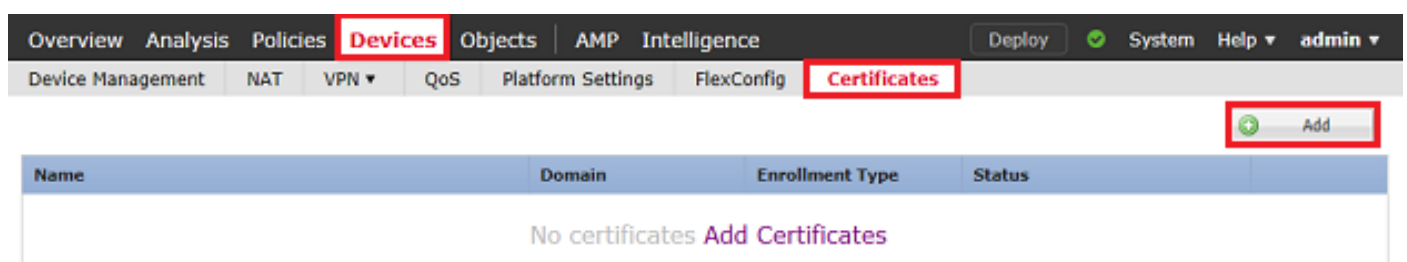 Overview Analysis Policies Devices Objects AMP Intelligence Deploy System Help ▾ admin ▾
Device Management NAT VPN ▾ QoS Platform Settings FlexConfig Certificates
Add
Name Domain Enrollment Type Status
No certificates Add Certificates